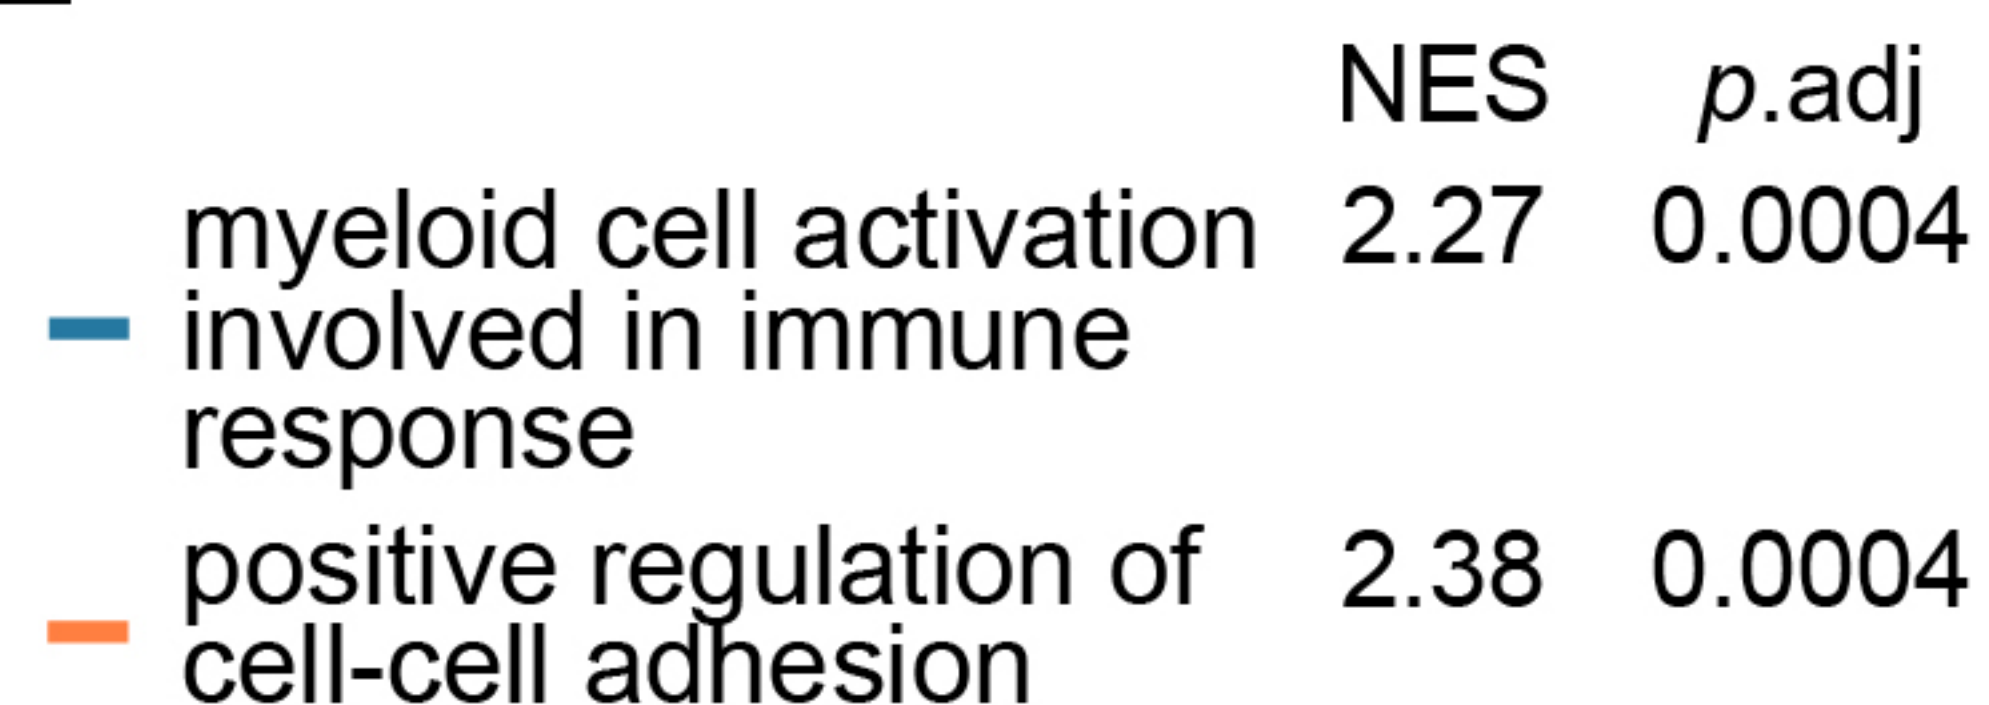 NES p.adj
myeloid cell activation 2.27 0.0004
involved in immune
response
positive regulation of 2.38 0.0004
cell-cell adhesion